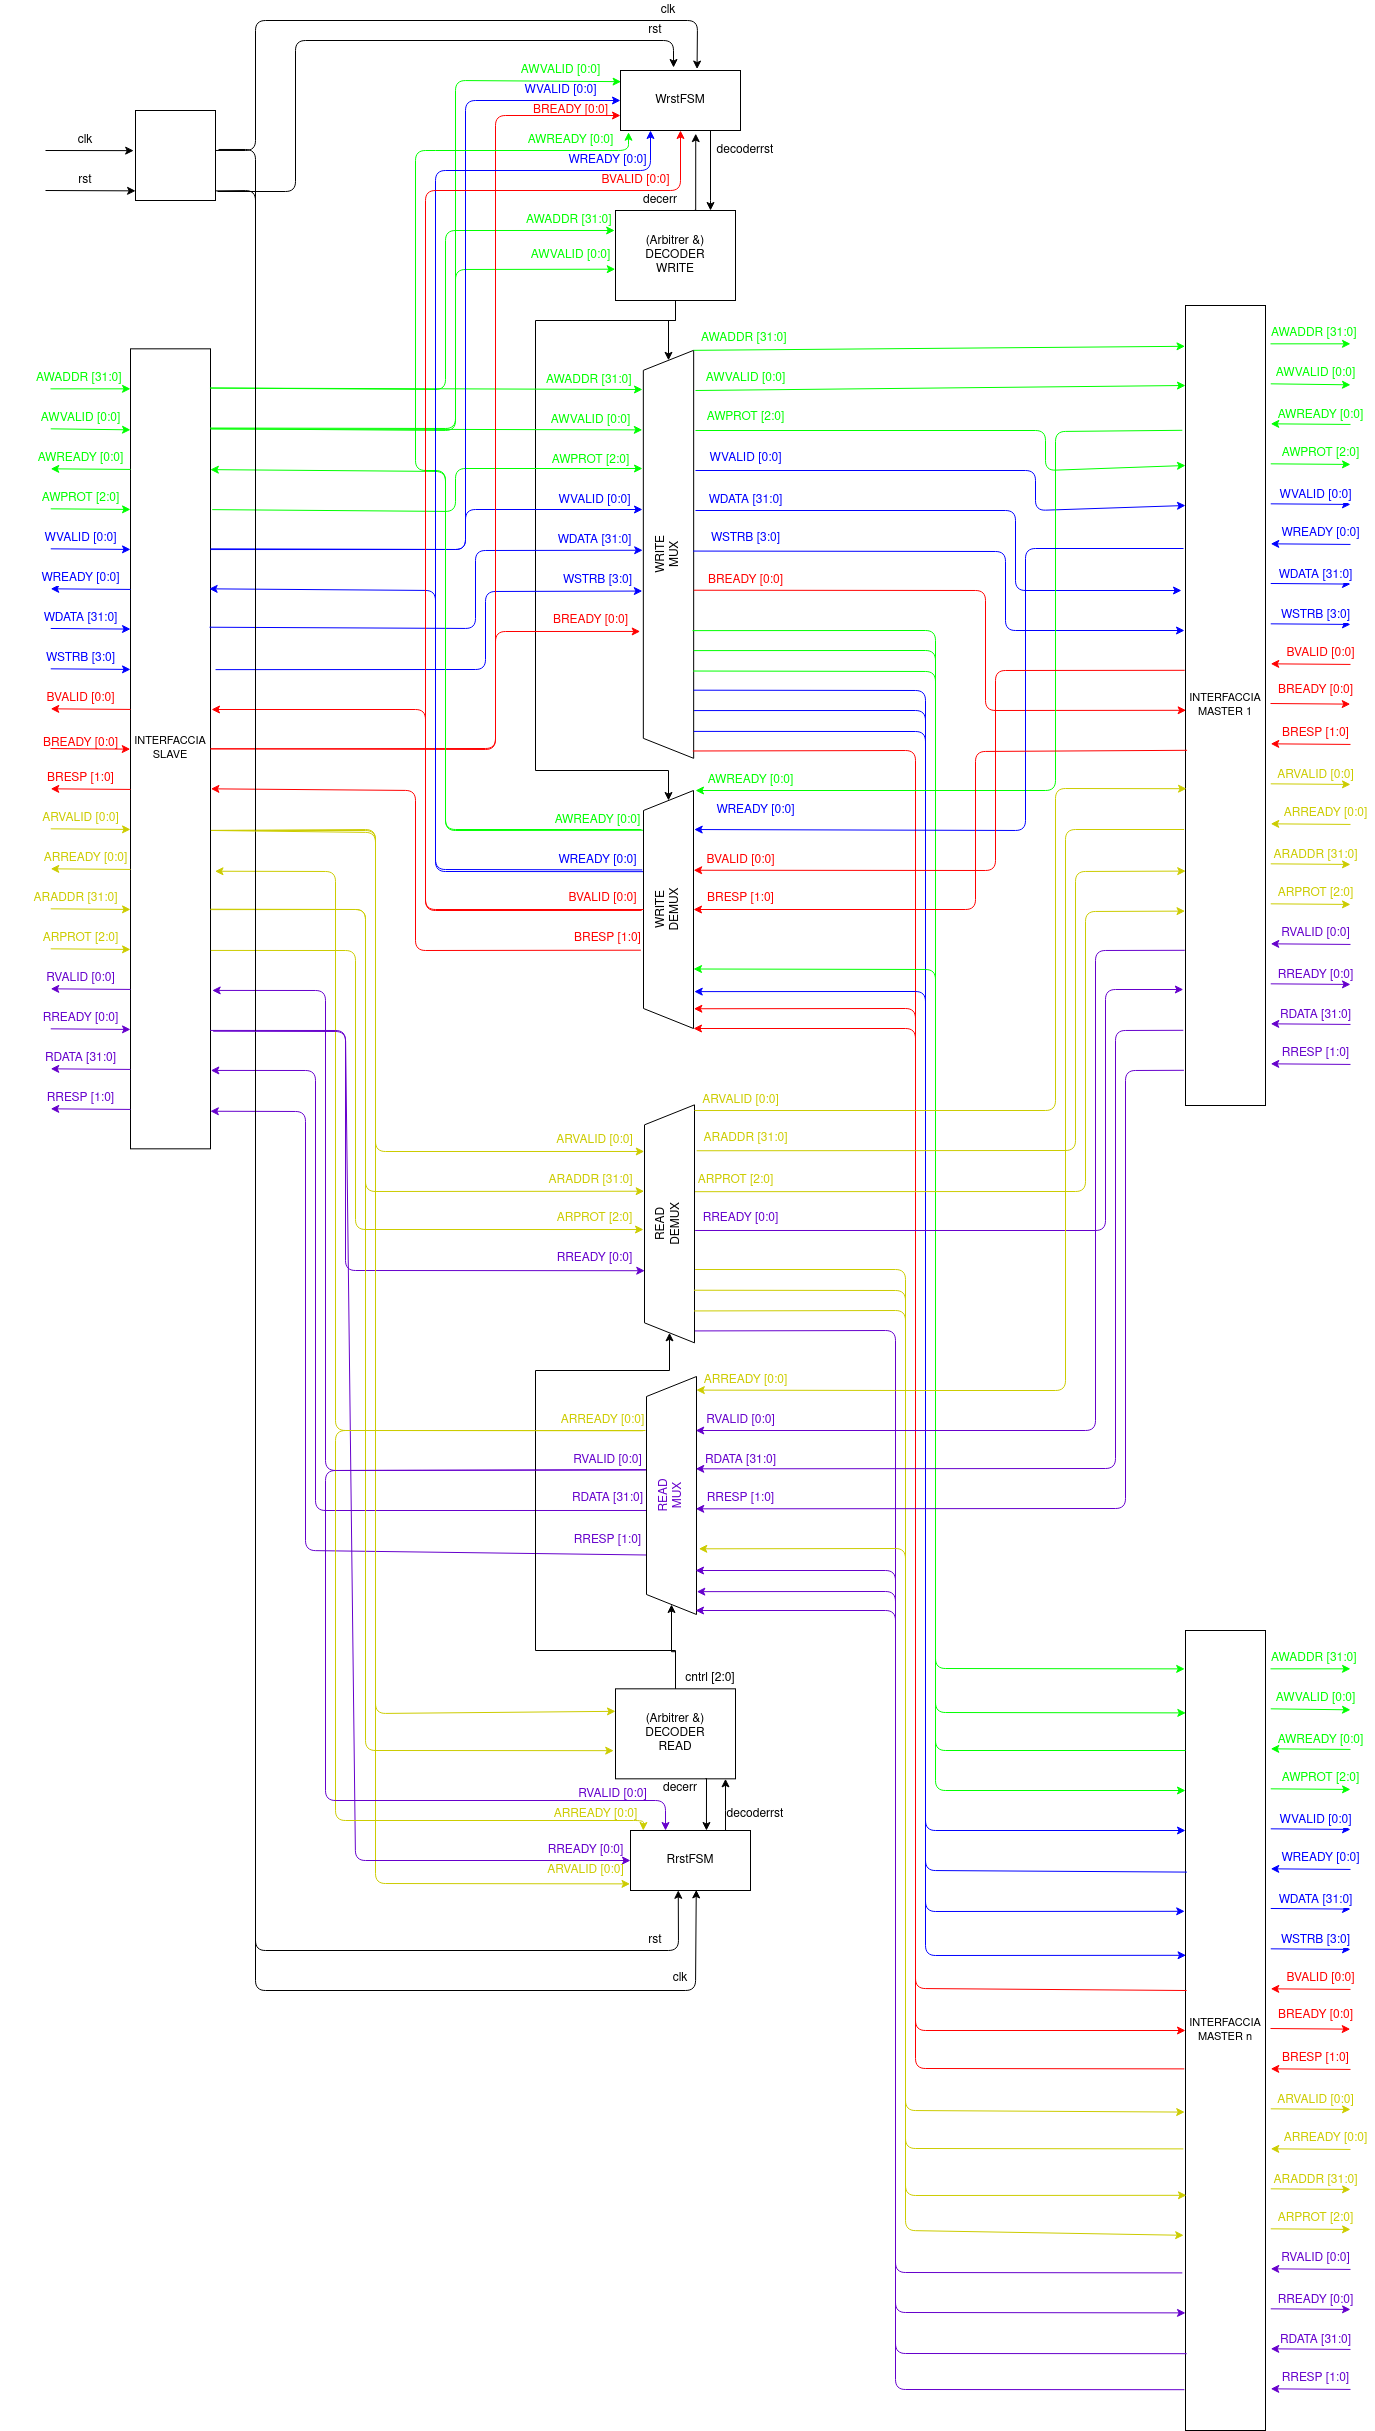 clk
rst
clk
rst
AWVALID [0:0]
WVALID [0:0]
BREADY [0:0]
WrstFSM
AWREADY [0:0]
WREADY [0:0]
BVALID [0:0]
decoderrst
decerr
AWADDR [31:0]
AWVALID [0:0]
(Arbitrer &)
DECODER
WRITE
AWADDR [31:0]
AWVALID [0:0]
AWREADY [0:0]
AWPROT [2:0]
WVALID [0:0]
WREADY [0:0]
WDATA [31:0]
WSTRB [3:0]
BVALID [0:0]
BREADY [0:0]
BRESP [1:0]
ARVALID [0:0]
ARREADY [0:0]
ARADDR [31:0]
ARPROT [2:0]
RVALID [0:0]
RREADY [0:0]
RDATA [31:0]
RRESP [1:0]
INTERFACCIA
SLAVE
AWADDR [31:0]
AWVALID [0:0]
AWPROT [2:0]
WVALID [0:0]
WDATA [31:0]
WSTRB [3:0]
BREADY [0:0]
WRITE
MUX
AWADDR [31:0]
AWVALID [0:0]
AWPROT [2:0]
WVALID [0:0]
WDATA [31:0]
WSTRB [3:0]
BREADY [0:0]
AWREADY [0:0]
WREADY [0:0]
BVALID [0:0]
BRESP [1:0]
WRITE
DEMUX
AWREADY [0:0]
WREADY [0:0]
BVALID [0:0]
BRESP [1:0]
INTERFACCIA
MASTER 1
AWADDR [31:0]
AWVALID [0:0]
AWREADY [0:0]
AWPROT [2:0]
WVALID [0:0]
WREADY [0:0]
WDATA [31:0]
WSTRB [3:0]
BVALID [0:0]
BREADY [0:0]
BRESP [1:0]
ARVALID [0:0]
ARREADY [0:0]
ARADDR [31:0]
ARPROT [2:0]
RVALID [0:0]
RREADY [0:0]
RDATA [31:0]
RRESP [1:0]
ARVALID [0:0]
ARADDR [31:0]
ARPROT [2:0]
RREADY [0:0]
READ
DEMUX
ARVALID [0:0]
ARADDR [31:0]
ARPROT [2:0]
RREADY [0:0]
ARREADY [0:0]
RVALID [0:0]
RDATA [31:0]
RRESP [1:0]
READ
MUX
ARREADY [0:0]
RVALID [0:0]
RDATA [31:0]
RRESP [1:0]
cntrl [2:0]
(Arbitrer &)
DECODER
READ
decerr
decoderrst
RVALID [0:0]
ARREADY [0:0]
RREADY [0:0]
ARVALID [0:0]
RrstFSM
rst
clk
INTERFACCIA
MASTER n
AWADDR [31:0]
AWVALID [0:0]
AWREADY [0:0]
AWPROT [2:0]
WVALID [0:0]
WREADY [0:0]
WDATA [31:0]
WSTRB [3:0]
BVALID [0:0]
BREADY [0:0]
BRESP [1:0]
ARVALID [0:0]
ARREADY [0:0]
ARADDR [31:0]
ARPROT [2:0]
RVALID [0:0]
RREADY [0:0]
RDATA [31:0]
RRESP [1:0]